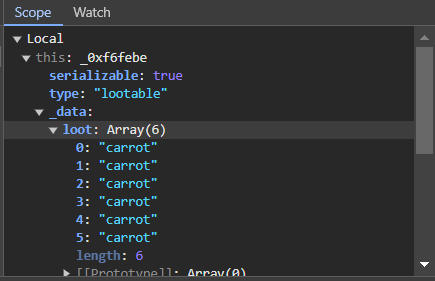 Scope Watch
Local
this: _0xf6febe
serializable: true
type: "lootable"
_data:
loot: Array(6)
0: "carrot"
1: "carrot"
2: "carrot"
3: "carrot"
4: "carrot"
5: "carrot"
length: 6
[[Prototype]]: Array(0)